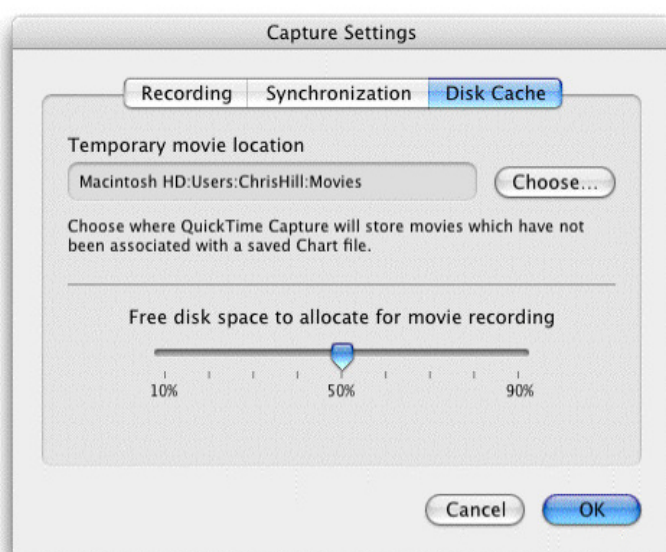 Capture Settings
Recording Synchronization Disk Cache
Temporary movie location
Macintosh HD:Users:ChrisHill:Movies Choose...
Choose where QuickTime Capture will store movies which have not
been associated with a saved Chart file.
Free disk space to allocate for movie recording
10% 50% 90%
Cancel OK